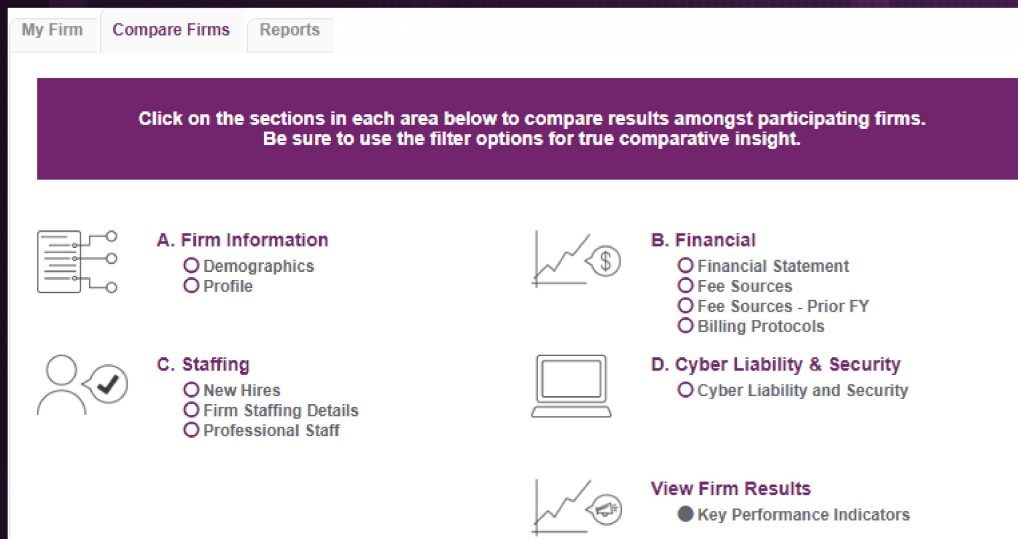 My Firm
Compare Firms
Reports
Click on the sections in each area below to compare results amongst participating firms.
Be sure to use the filter options for true comparative insight.
A. Firm Information
Demographics
Profile
B. Financial
$
Financial Statement
Fee Sources
Fee Sources - Prior FY
Billing Protocols
C. Staffing
New Hires
Firm Staffing Details
Professional Staff
D. Cyber Liability & Security
Cyber Liability and Security
View Firm Results
Key Performance Indicators